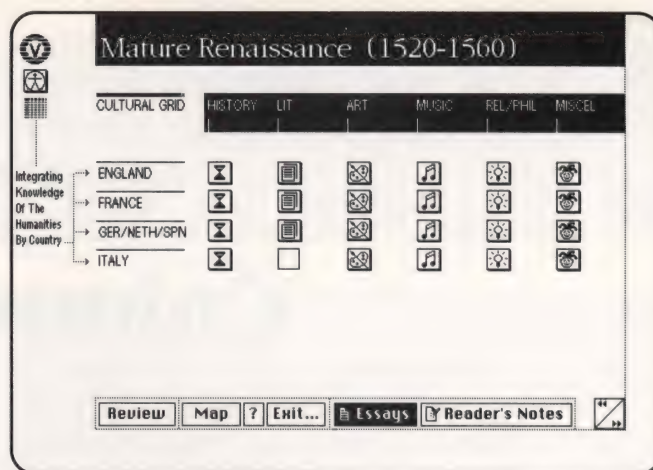 V
Mature Renaissance (1520-1560)
CULTURAL GRID HISTORY LIT ART MUSIC REL/PHIL MISCEL
Integrating
Knowledge
Of The
Humanities
By Country
ENGLAND
FRANCE
GER/NETH/SPN
ITALY
Review Map ? Exit... Essays Reader's Notes